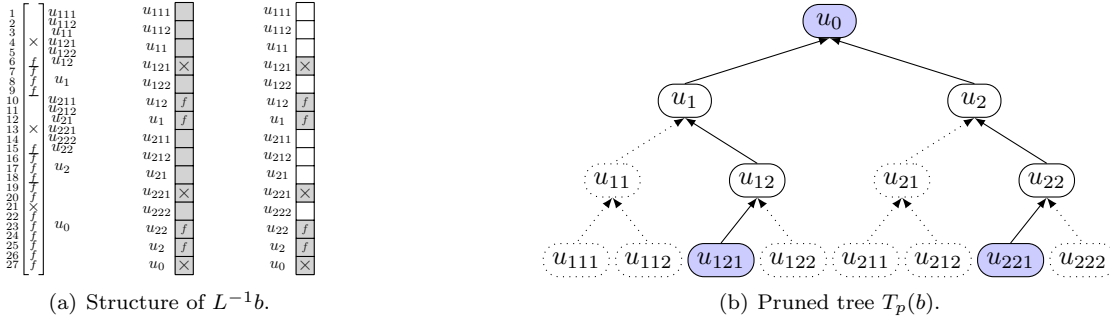 1 u111
2 u112
3 u11
4 × u121
5 u122
6 f u12
7 f
8 f u1
9 f
10 u211
11 u212
12 u21
13 × u221
14 u222
15 f u22
16 f
17 f u2
18 f
19 f
20 f
21 ×
22 f
23 f u0
24 f
25 f
26 f
27 f
u111
u112
u11
u121 ×
u122
u12 f
u1 f
u211
u212
u21
u221 ×
u222
u22 f
u2 f
u0 ×
u111
u112
u11
u121 ×
u122
u12 f
u1 f
u211
u212
u21
u221 ×
u222
u22 f
u2 f
u0 ×
(a) Structure of L⁻¹b.
u0
u1 u2
u11 u12 u21 u22
u111 u112 u121 u122 u211 u212 u221 u222
(b) Pruned tree Tp(b).